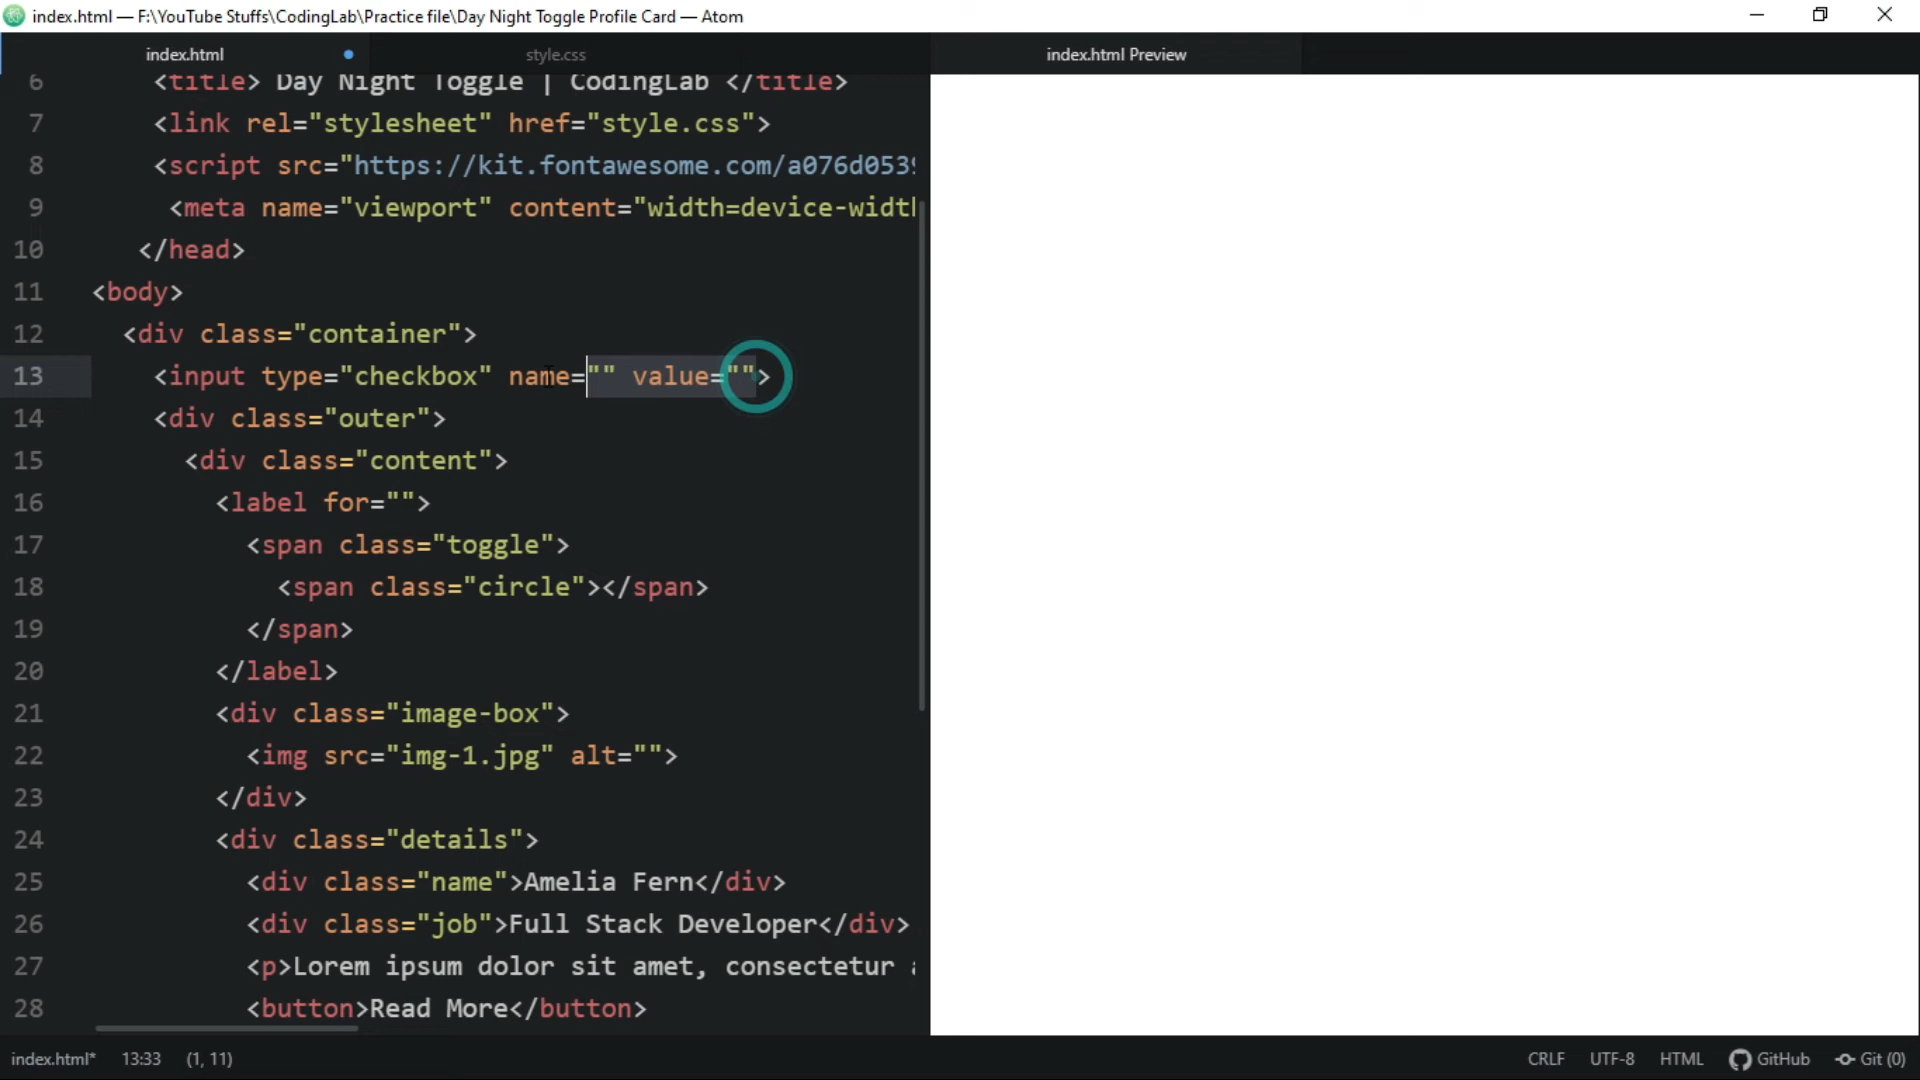 index.html — F:\YouTube Stuffs\CodingLab\Practice file\Day Night Toggle Profile Card — Atom
index.html style.css index.html Preview
6 <title> Day Night Toggle | CodingLab </title>
7 <link rel="stylesheet" href="style.css">
8 <script src="https://kit.fontawesome.com/a076d053
9 <meta name="viewport" content="width=device-widt
10 </head>
11 <body>
12 <div class="container">
13 <input type="checkbox" name="" value="">
14 <div class="outer">
15 <div class="content">
16 <label for="">
17 <span class="toggle">
18 <span class="circle"></span>
19 </span>
20 </label>
21 <div class="image-box">
22 <img src="img-1.jpg" alt="">
23 </div>
24 <div class="details">
25 <div class="name">Amelia Fern</div>
26 <div class="job">Full Stack Developer</div>
27 <p>Lorem ipsum dolor sit amet, consectetur
28 <button>Read More</button>
index.html* 13:33 (1, 11) CRLF UTF-8 HTML GitHub Git (0)